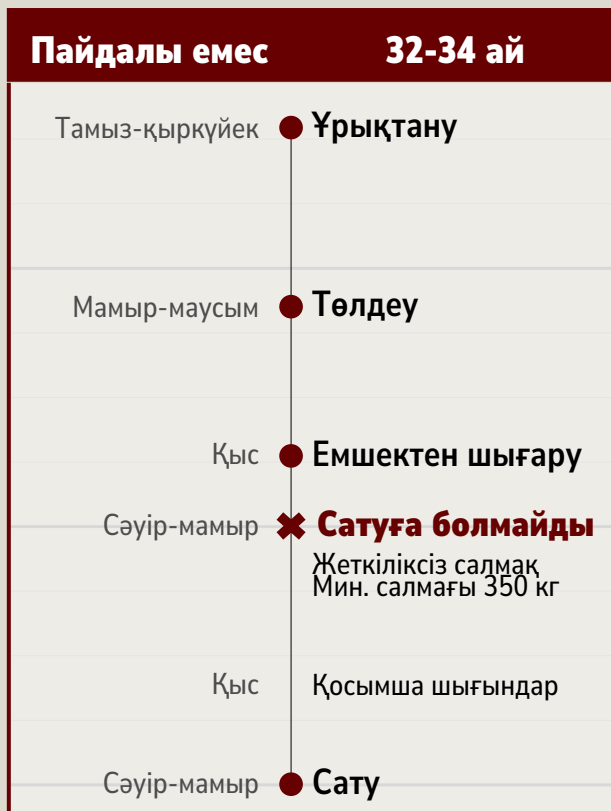 Пайдалы емес 32-34 ай
Тамыз-қыркүйек Ұрықтану
Мамыр-маусым Төлдеу
Қыс Емшектен шығару
Сәуір-мамыр Сатуға болмайды
Жеткіліксіз салмақ
Мин. салмағы 350 кг
Қыс Қосымша шығындар
Сәуір-мамыр Сату